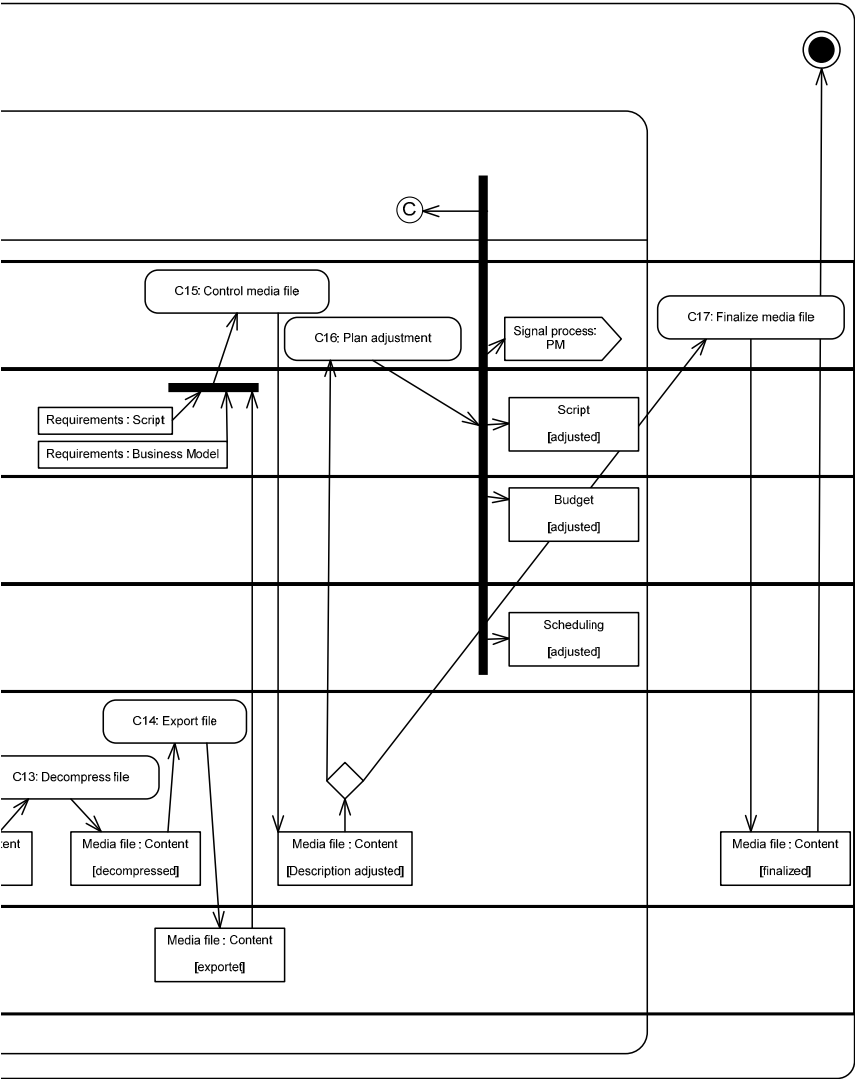 C
C15: Control media file
C16: Plan adjustment
Signal process:
PM
C17: Finalize media file
Requirements : Script
Requirements : Business Model
Script
[adjusted]
Budget
[adjusted]
Scheduling
[adjusted]
C14: Export file
C13: Decompress file
tent
Media file : Content
[decompressed]
Media file : Content
[Description adjusted]
Media file : Content
[finalized]
Media file : Content
[exportet]